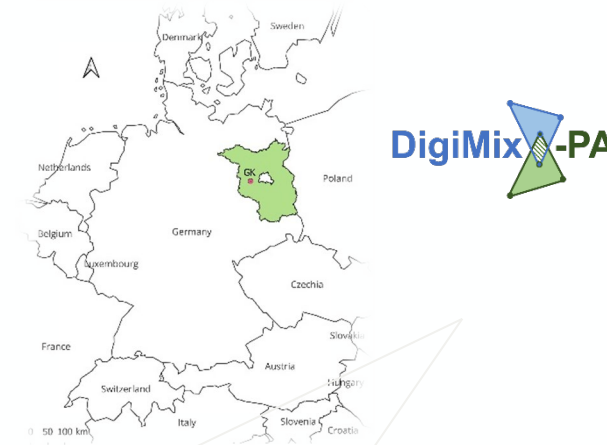 Sweden
Denmark
DigiMix -PA
Netherlands
GK
Poland
Belgium
Germany
Luxembourg
Czechia
Slovakia
France
Austria
Switzerland
Hungary
Italy
Slovenia
Croatia
0 50 100 km